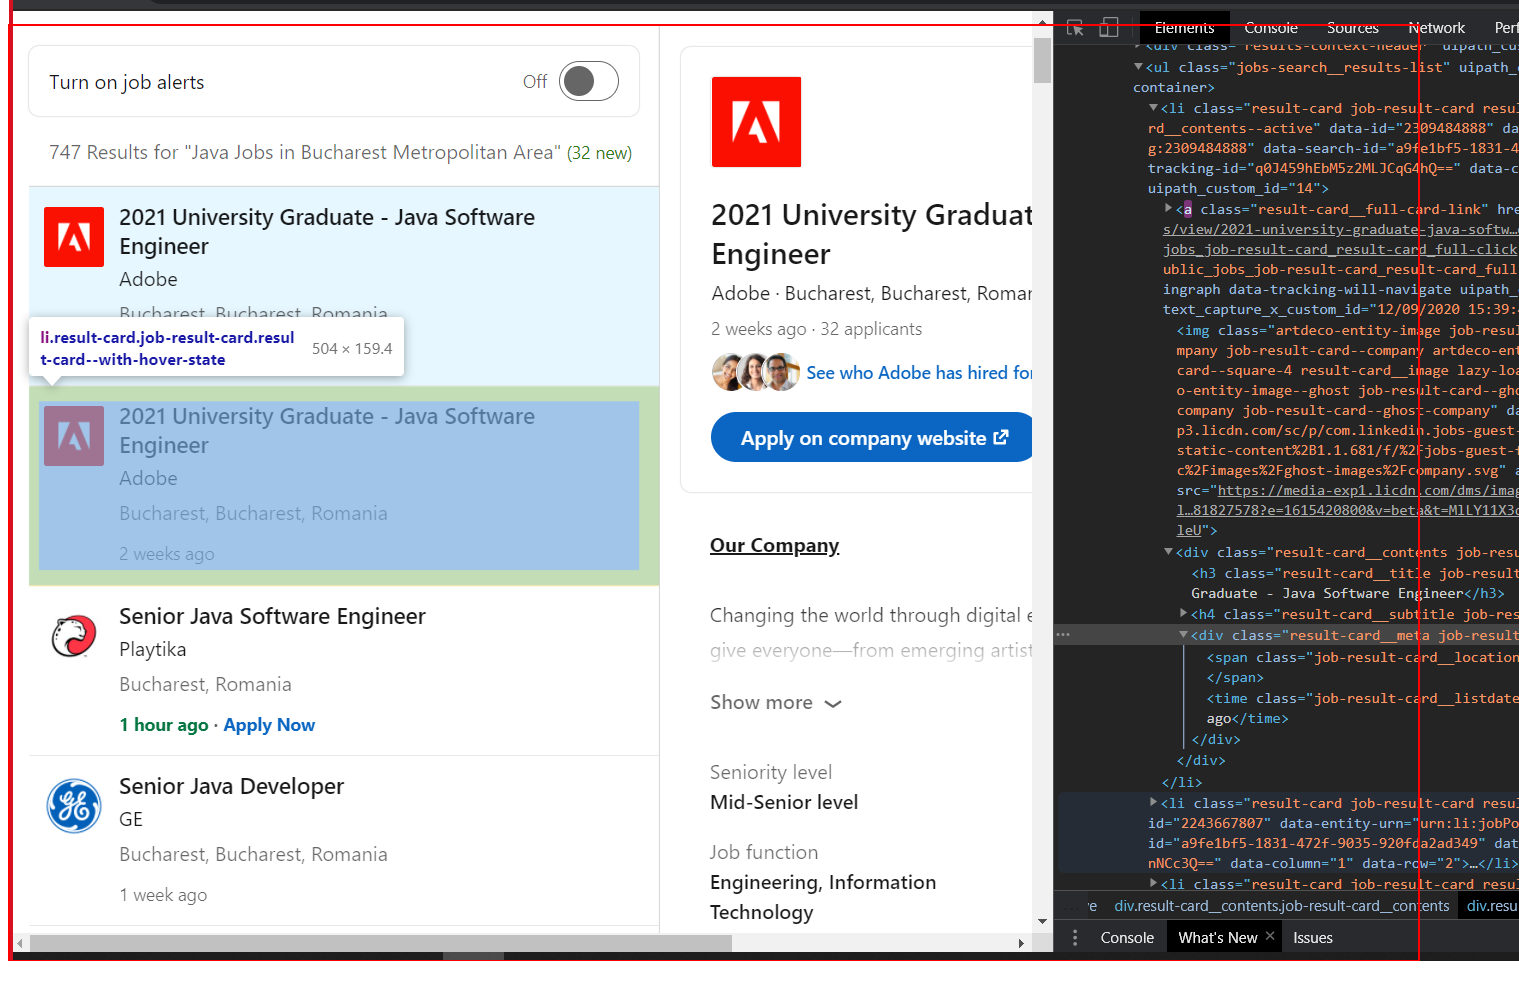 Turn on job alerts
Off
747 Results for "Java Jobs in Bucharest Metropolitan Area" (32 new)
2021 University Graduate - Java Software
Engineer
Adobe
Bucharest, Bucharest, Romania
li.result-card.job-result-card.resul
t-card--with-hover-state
504 × 159.4
2021 University Graduate - Java Software
Engineer
Adobe
Bucharest, Bucharest, Romania
2 weeks ago
Senior Java Software Engineer
Playtika
Bucharest, Romania
1 hour ago · Apply Now
Senior Java Developer
GE
Bucharest, Bucharest, Romania
1 week ago
2021 University Graduat
Engineer
Adobe · Bucharest, Bucharest, Romar
2 weeks ago · 32 applicants
See who Adobe has hired for
Apply on company website
Our Company
Changing the world through digital e
give everyone—from emerging artist
Show more
Seniority level
Mid-Senior level
Job function
Engineering, Information
Technology
Elements Console Sources Network Perf
<div class="results-context-header" uipath_cus
<ul class="jobs-search__results-list" uipath_c
container>
<li class="result-card job-result-card resul
rd__contents--active" data-id="2309484888" da
g:2309484888" data-search-id="a9fe1bf5-1831-4
tracking-id="q0J459hEbM5z2MLJCqG4hQ==" data-c
uipath_custom_id="14">
<a class="result-card__full-card-link" hre
s/view/2021-university-graduate-java-softw…
jobs_job-result-card_result-card_full-click
ublic_jobs_job-result-card_result-card_full
ingraph data-tracking-will-navigate uipath_
text_capture_x_custom_id="12/09/2020 15:39:4
<img class="artdeco-entity-image job-resul
mpany job-result-card--company artdeco-ent
card--square-4 result-card__image lazy-loa
o-entity-image--ghost job-result-card--gho
company job-result-card--ghost-company" da
p3.licdn.com/sc/p/com.linkedin.jobs-guest-
static-content%2B1.1.681/f/%2Fjobs-guest-f
c%2Fimages%2Fghost-images%2Fcompany.svg" a
src="https://media-exp1.licdn.com/dms/imag
l…81827578?e=1615420800&v=beta&t=MlLY11X3c
leU">
<div class="result-card__contents job-resu
<h3 class="result-card__title job-result
Graduate - Java Software Engineer</h3>
<h4 class="result-card__subtitle job-res
<div class="result-card__meta job-result
<span class="job-result-card__location
</span>
<time class="job-result-card__listdate
ago</time>
</div>
</div>
</li>
<li class="result-card job-result-card resul
id="2243667807" data-entity-urn="urn:li:jobPo
id="a9fe1bf5-1831-472f-9035-920fda2ad349" dat
nNCc3Q==" data-column="1" data-row="2">…</li>
<li class="result-card job-result-card resul
ve div.result-card__contents.job-result-card__contents div.resu
Console What's New Issues